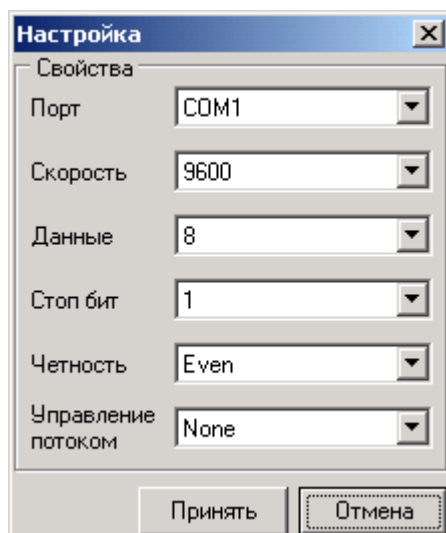 Настройка
Свойства
Порт COM1
Скорость 9600
Данные 8
Стоп бит 1
Четность Even
Управление
потоком None
Принять Отмена